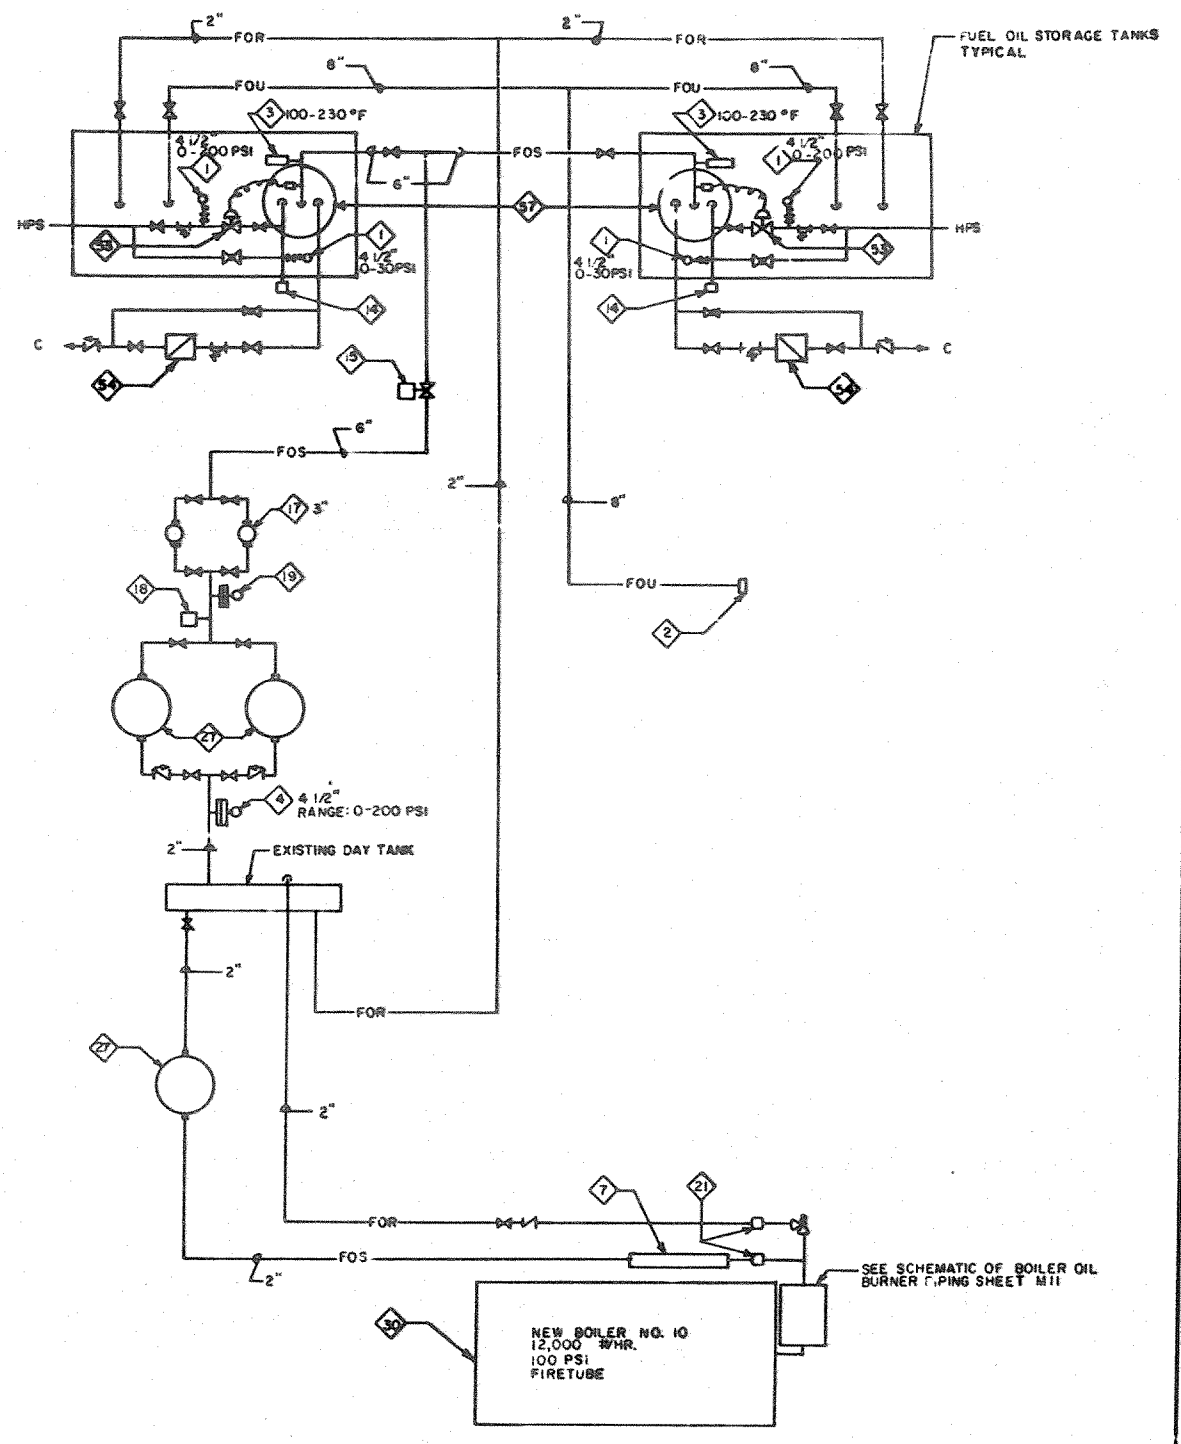 2"
FOR
2"
FOR
FUEL OIL STORAGE TANKS
TYPICAL
8"
FOU
8"
FOU
3
100-230°F
3
100-230°F
4 1/2"
0-200 PSI
1
FOS
4 1/2"
0-200 PSI
1
6"
57
HPS
HPS
53
1
4 1/2"
0-30PSI
1
4 1/2"
0-30PSI
53
14
14
C
C
54
15
54
6"
FOS
2"
8"
17
3"
19
18
FOU
2
27
4
4 1/2"
RANGE: 0-200 PSI
2"
EXISTING DAY TANK
2"
FOR
27
2"
7
21
FOR
FOS
2"
SEE SCHEMATIC OF BOILER OIL
BURNER PIPING SHEET M11
30
NEW BOILER NO. 10
12,000 #/HR.
100 PSI
FIRETUBE